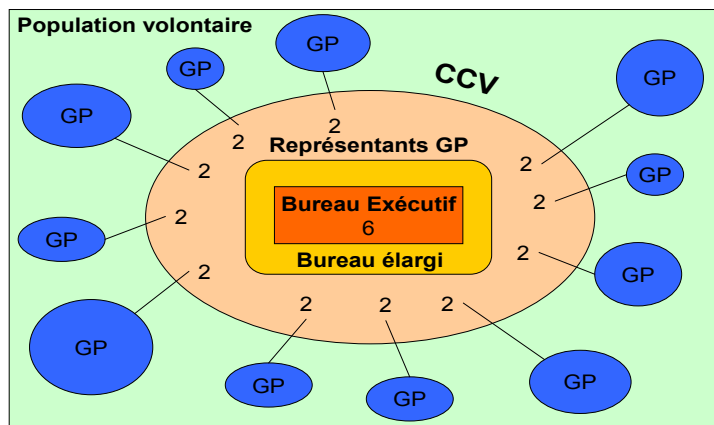 Population volontaire
GP
GP
GP
GP
GP
GP
GP
GP
GP
GP
GP
GP
CCV
2
2
2
2
2
2
2
2
2
2
2
Représentants GP
Bureau Exécutif
6
Bureau élargi